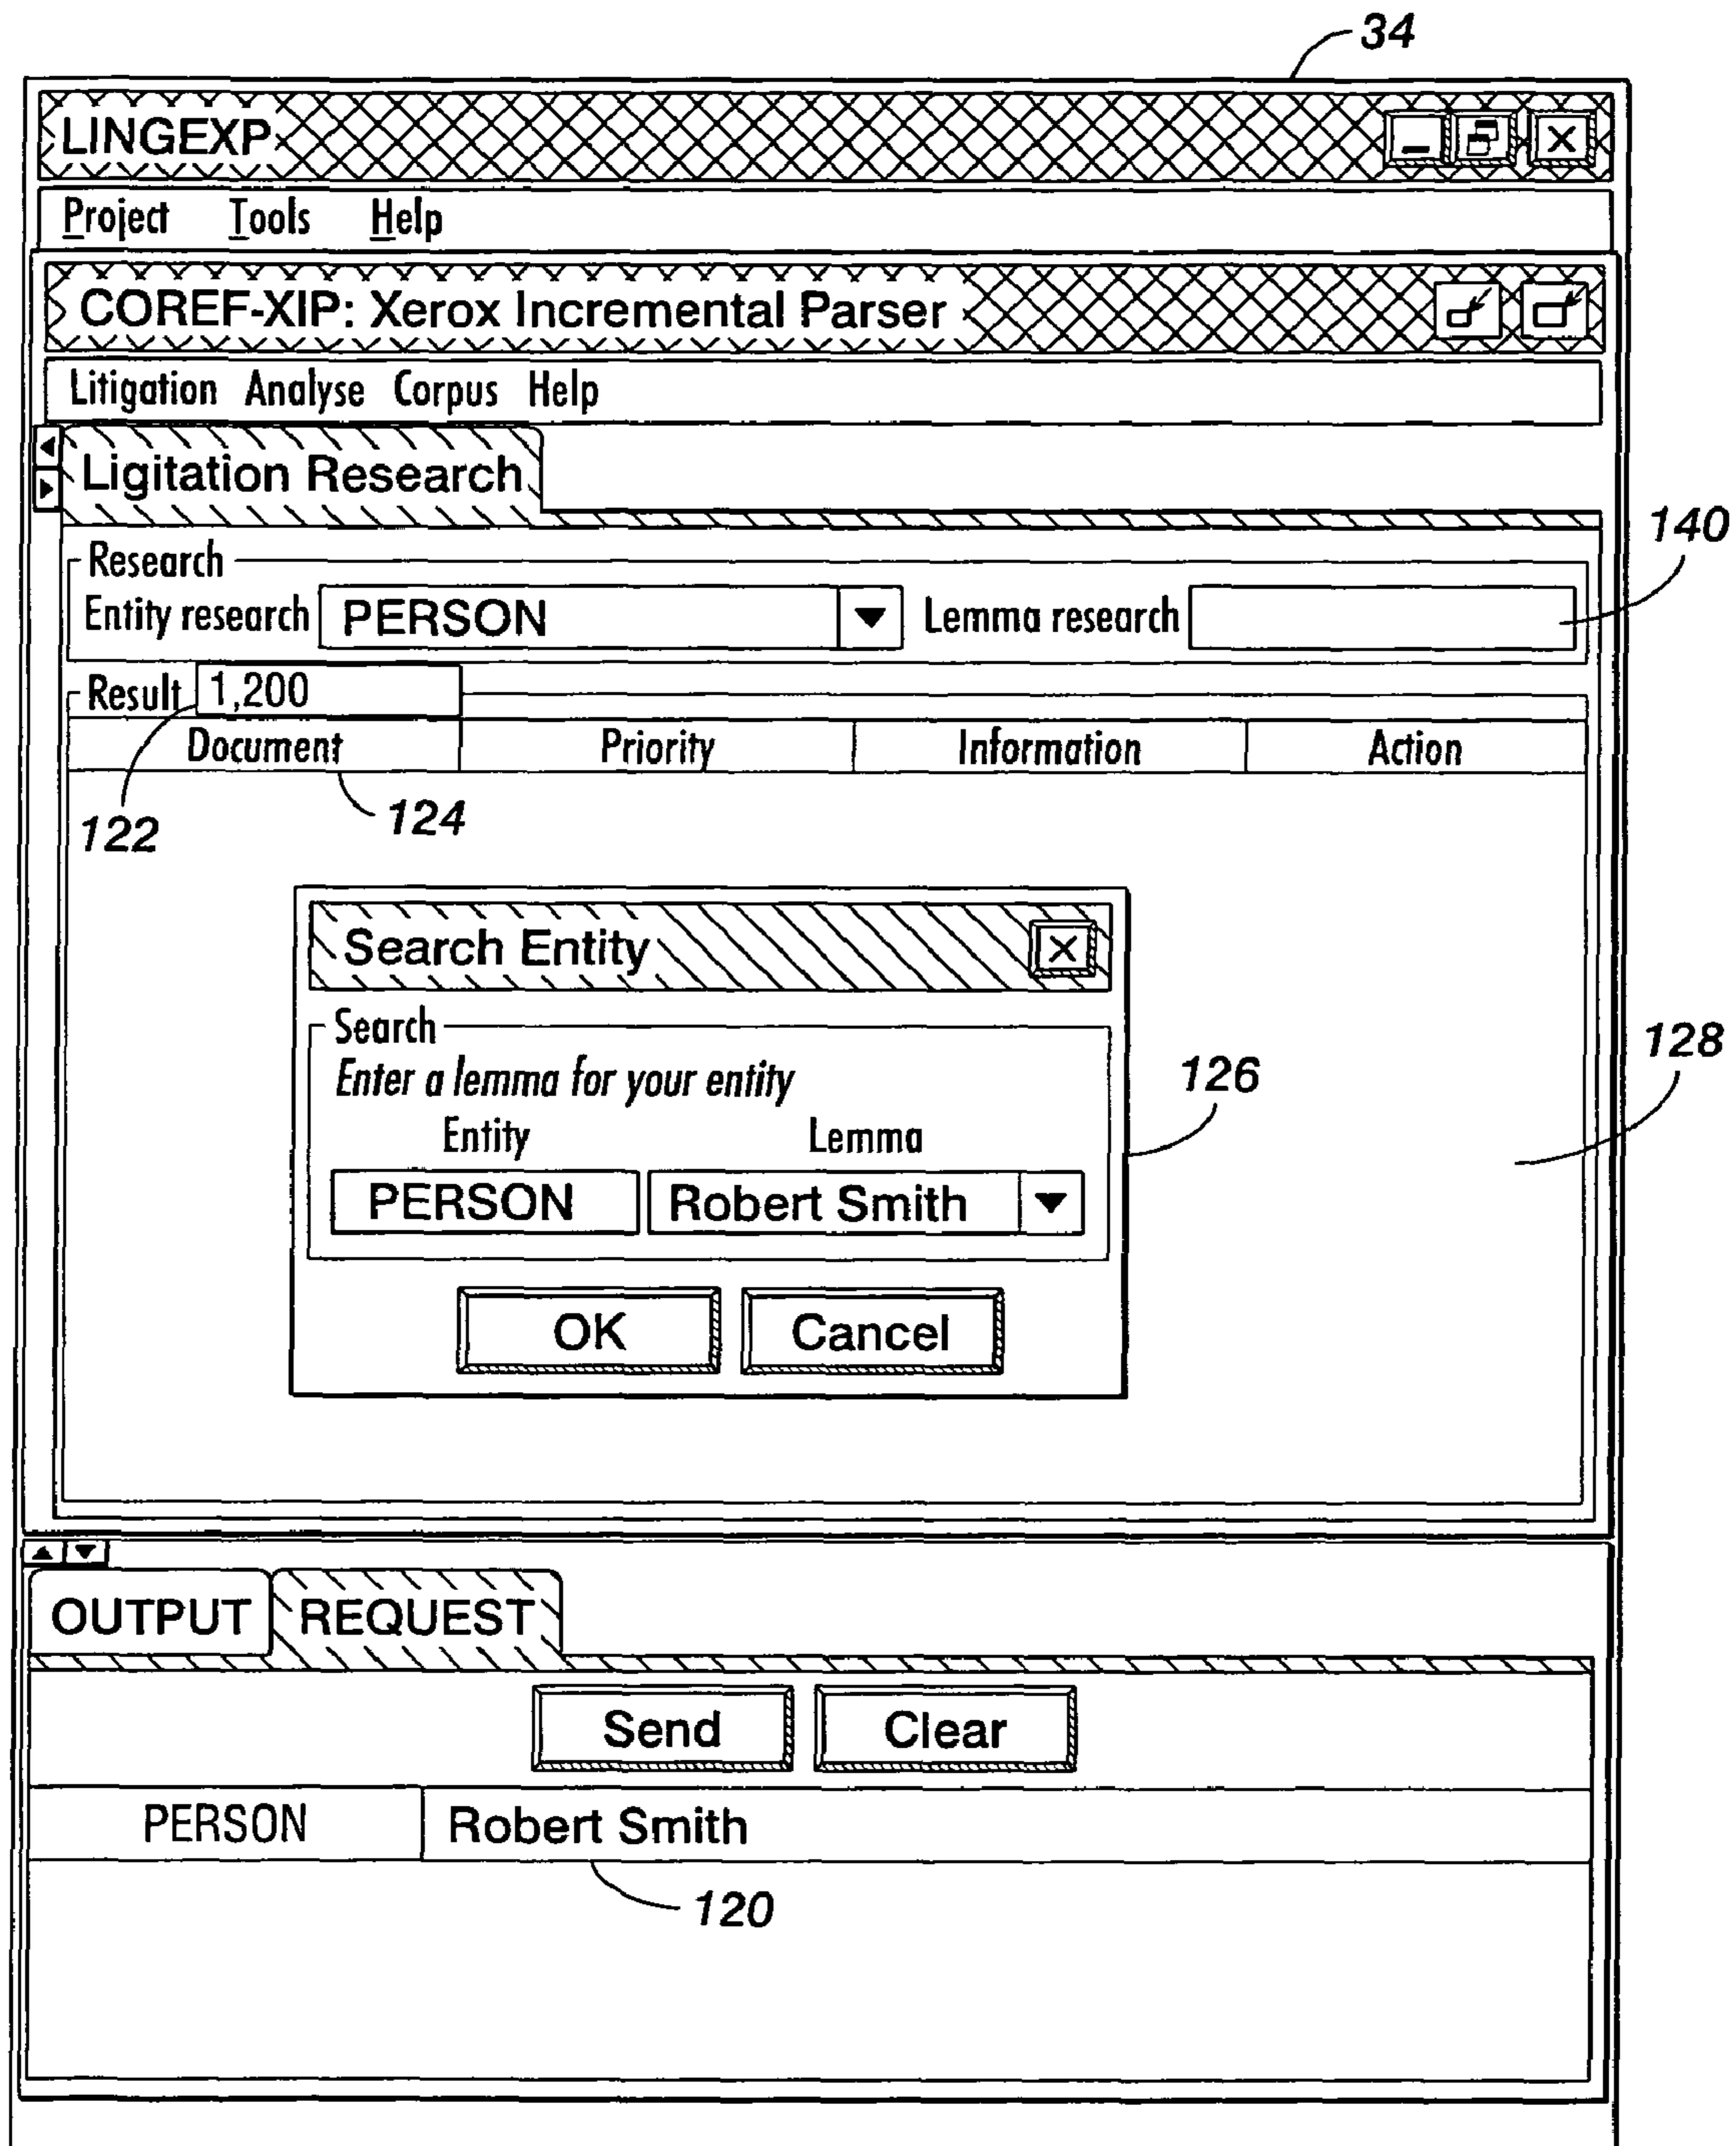 34
LINGEXP
Project Tools Help
COREF-XIP: Xerox Incremental Parser
Litigation Analyse Corpus Help
Ligitation Research
140
Research
Entity research PERSON Lemma research
Result 1,200
Document Priority Information Action
122 124
Search Entity
Search
Enter a lemma for your entity
Entity Lemma
PERSON Robert Smith
OK Cancel
126
128
OUTPUT REQUEST
Send Clear
PERSON Robert Smith
120